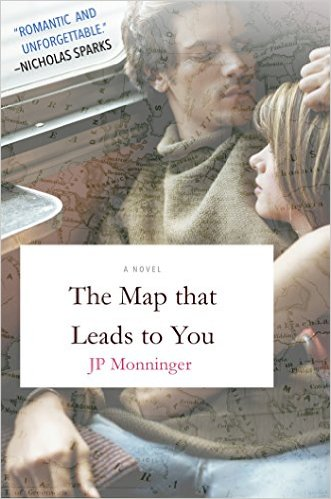 "ROMANTIC AND
UNFORGETTABLE."
–NICHOLAS SPARKS
A NOVEL
The Map that
Leads to You
JP Monninger